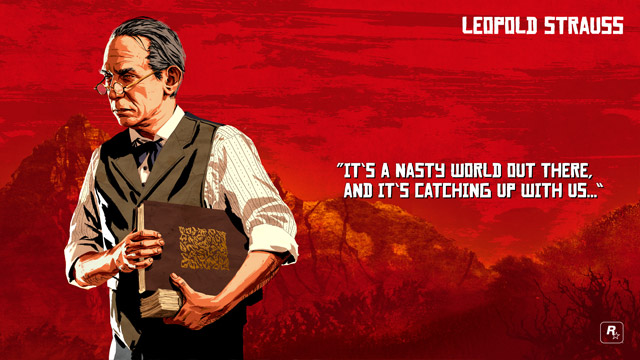 LEOPOLD STRAUSS
"IT'S A NASTY WORLD OUT THERE,
AND IT'S CATCHING UP WITH US..."
R